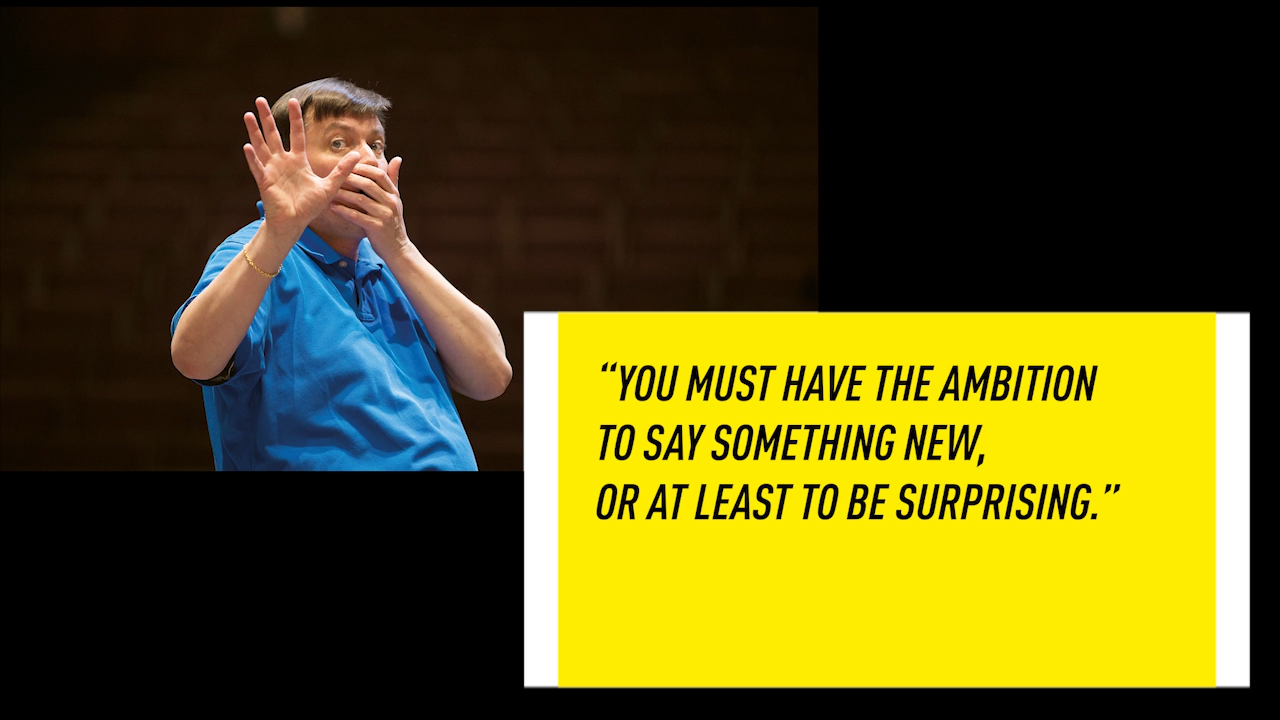 “YOU MUST HAVE THE AMBITION
TO SAY SOMETHING NEW,
OR AT LEAST TO BE SURPRISING.”